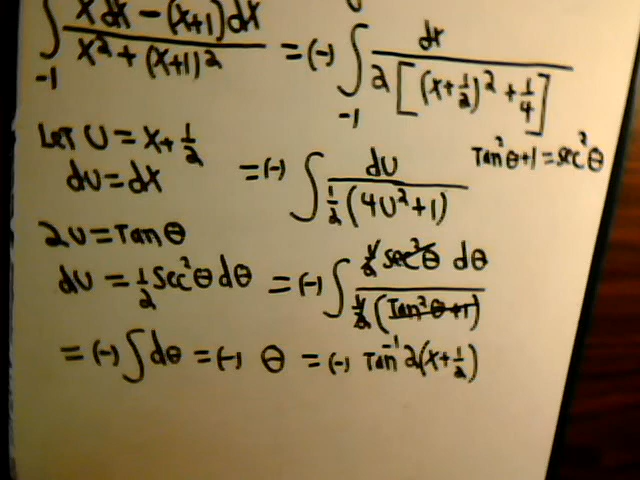 ∫₋₁ (x dx − (x+1)dx)/(x² + (x+1)²) = (-) ∫₋₁ dx/(2[(x+½)² + ¼])
Let U = x+½
Tan²θ+1 = sec²θ
dU = dx = (-) ∫ dU/(½(4U²+1))
2U = Tan θ
dU = ½ sec²θ dθ = (-) ∫ ½ sec²θ dθ/(½(Tan²θ+1))
= (-) ∫ dθ = (-) θ = (-) Tan⁻¹ 2(x+½)